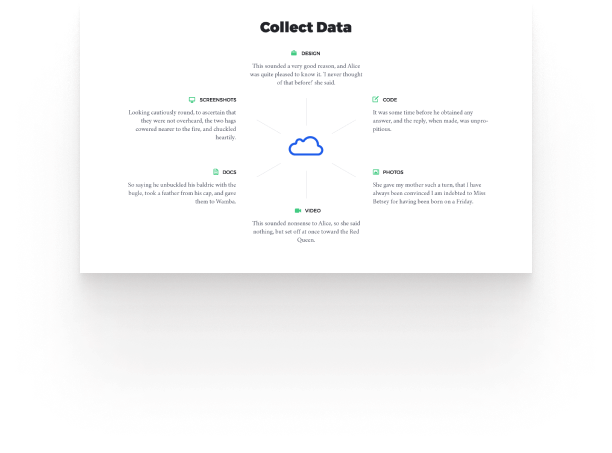 Collect Data
DESIGN
This sounded a very good reason, and Alice
was quite pleased to know it. 'I never thought
of that before!' she said.
SCREENSHOTS
Looking cautiously round, to ascertain that
they were not overheard, the two hags
cowered nearer to the fire, and chuckled
heartily.
CODE
It was some time before he obtained any
answer, and the reply, when made, was unpro-
pitious.
DOCS
So saying he unbuckled his baldric with the
bugle, took a feather from his cap, and gave
them to Wamba.
PHOTOS
She gave my mother such a turn, that I have
always been convinced I am indebted to Miss
Betsey for having been born on a Friday.
VIDEO
This sounded nonsense to Alice, so she said
nothing, but set off at once toward the Red
Queen.